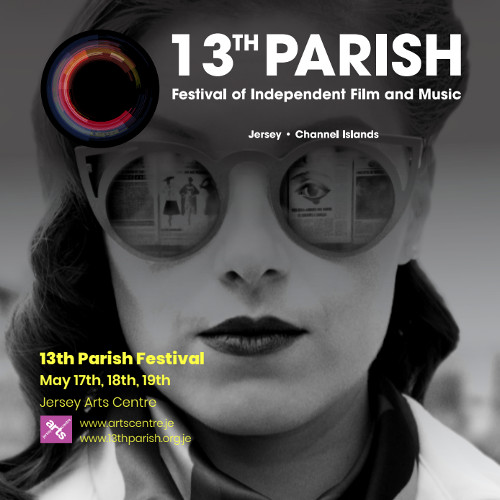 13TH PARISH
Festival of Independent Film and Music
Jersey • Channel Islands
13th Parish Festival
May 17th, 18th, 19th
Jersey Arts Centre
arts
www.artscentre.je
www.13thparish.org.je